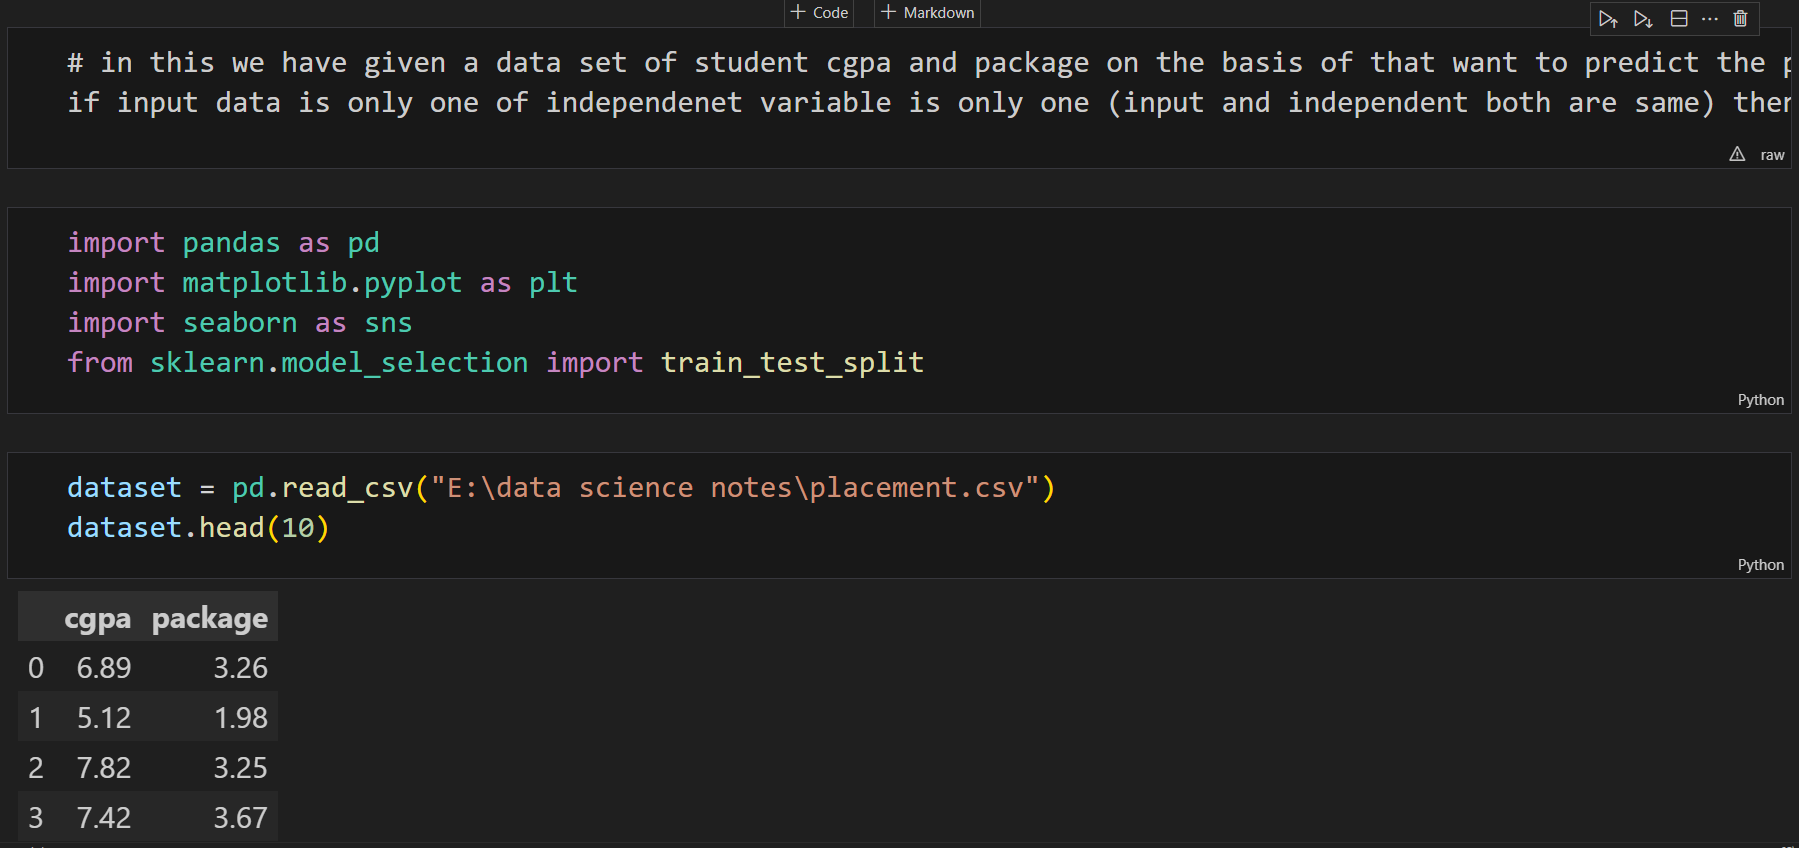 Code Markdown
# in this we have given a data set of student cgpa and package on the basis of that want to predict the
if input data is only one of independenet variable is only one (input and independent both are same)
raw
import pandas as pd
import matplotlib.pyplot as plt
import seaborn as sns
from sklearn.model_selection import train_test_split
Python
dataset = pd.read_csv("E:\data science notes\placement.csv")
dataset.head(10)
Python
cgpa package
0 6.89 3.26
1 5.12 1.98
2 7.82 3.25
3 7.42 3.67